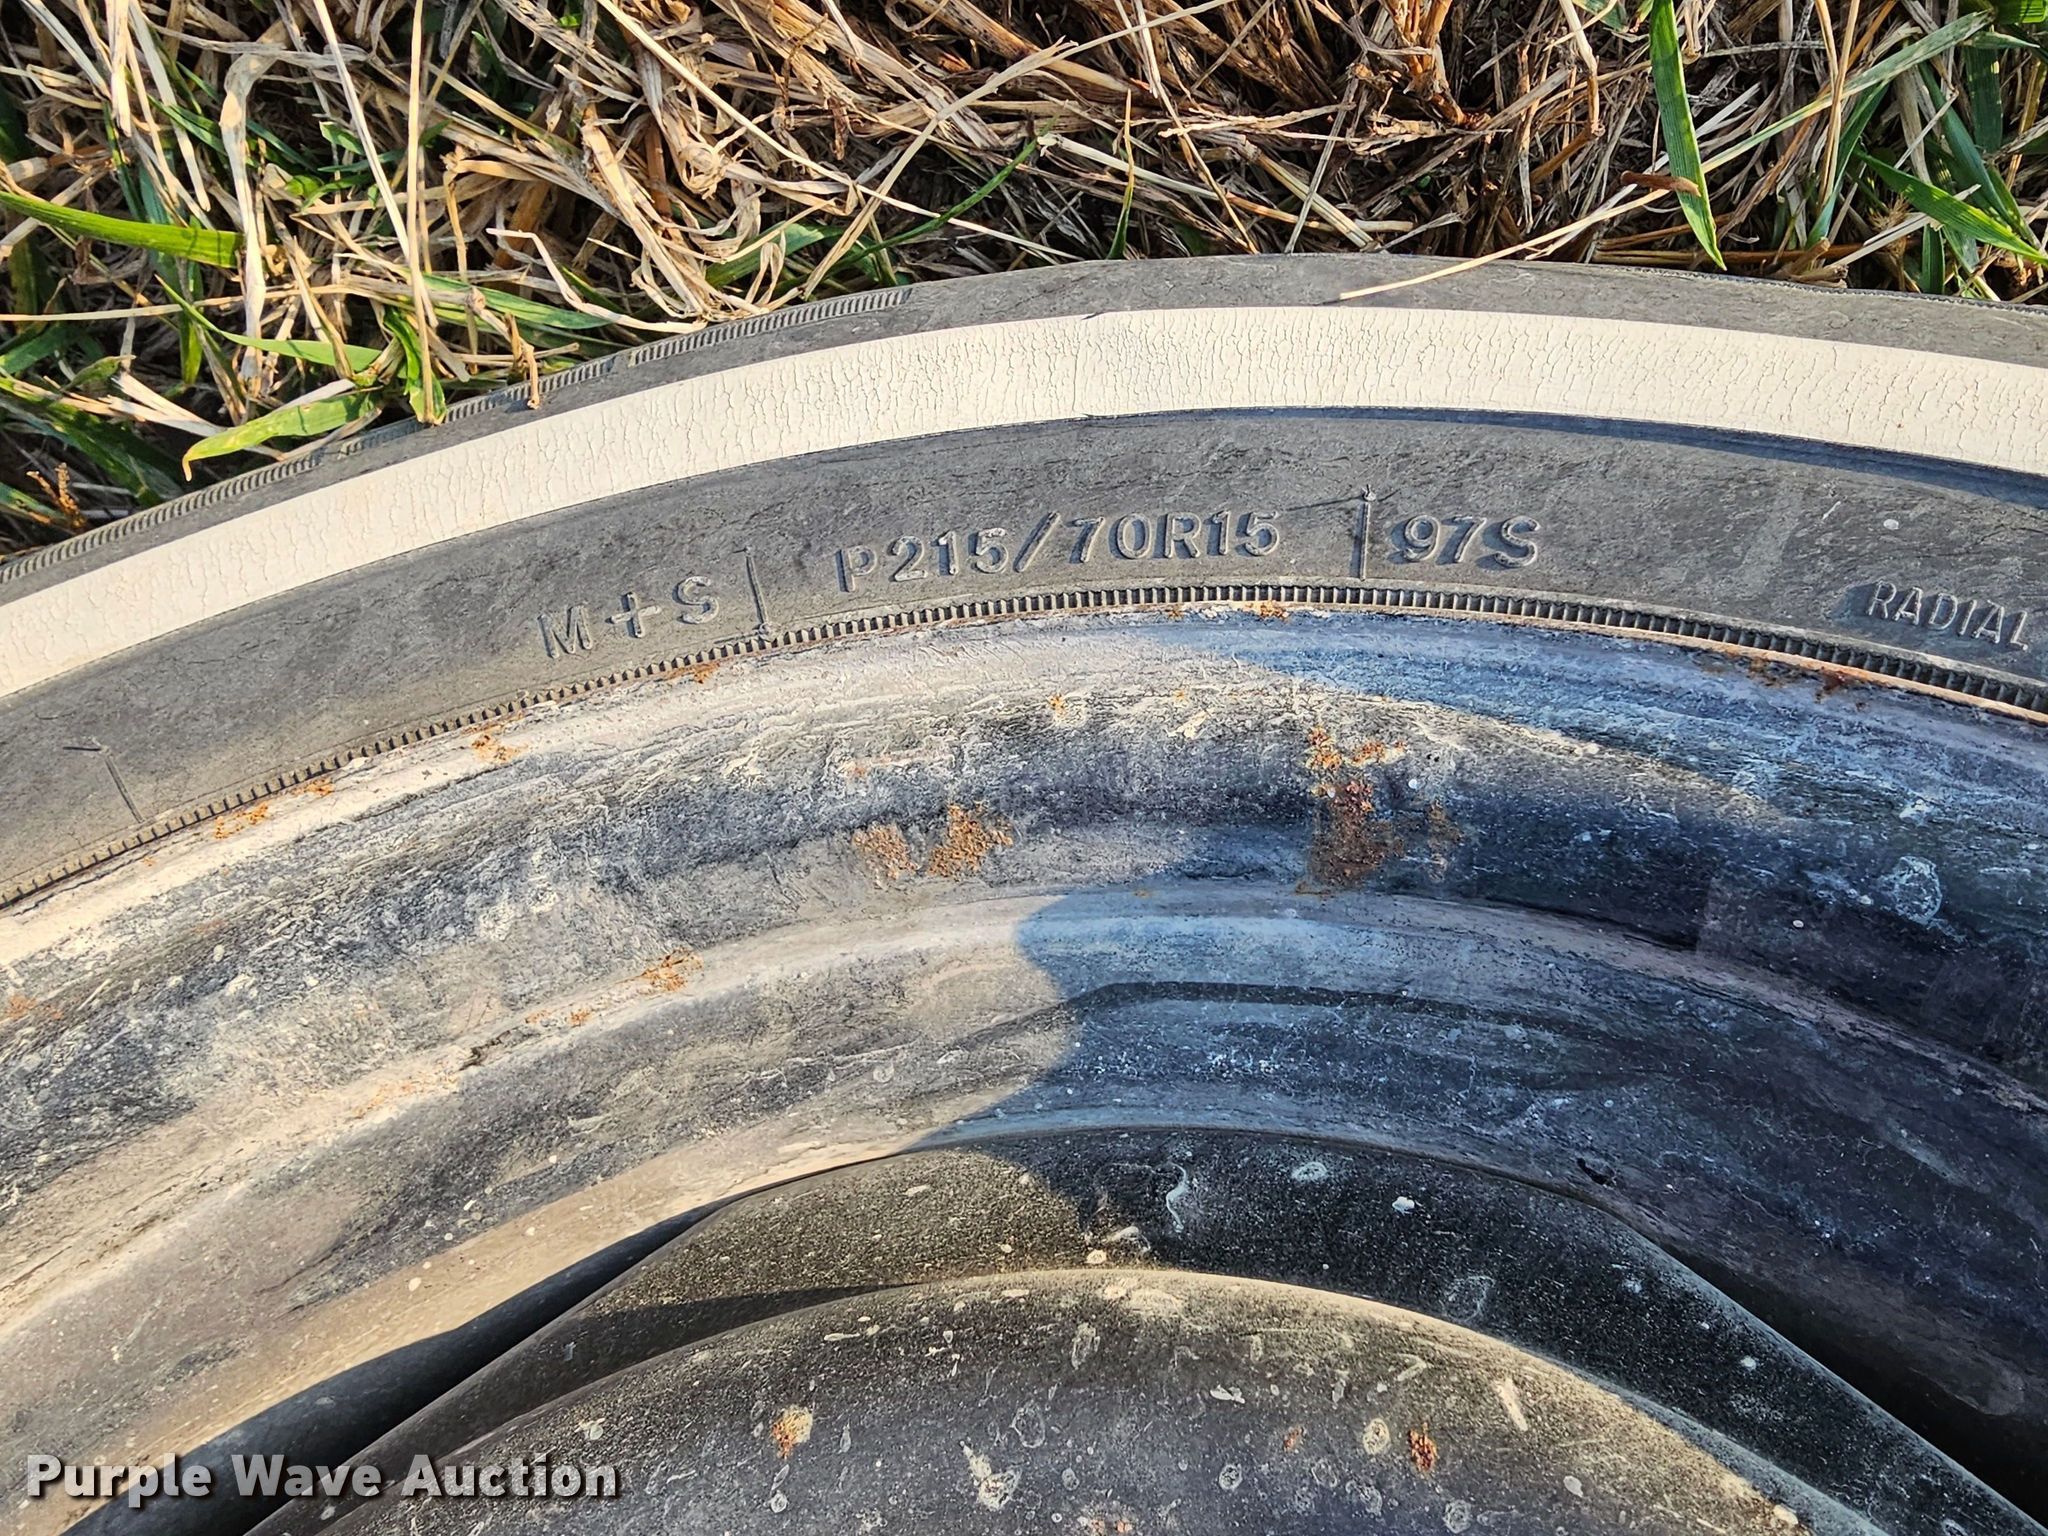 M+S P215/70R15 97S
RADIAL
Purple Wave Auction